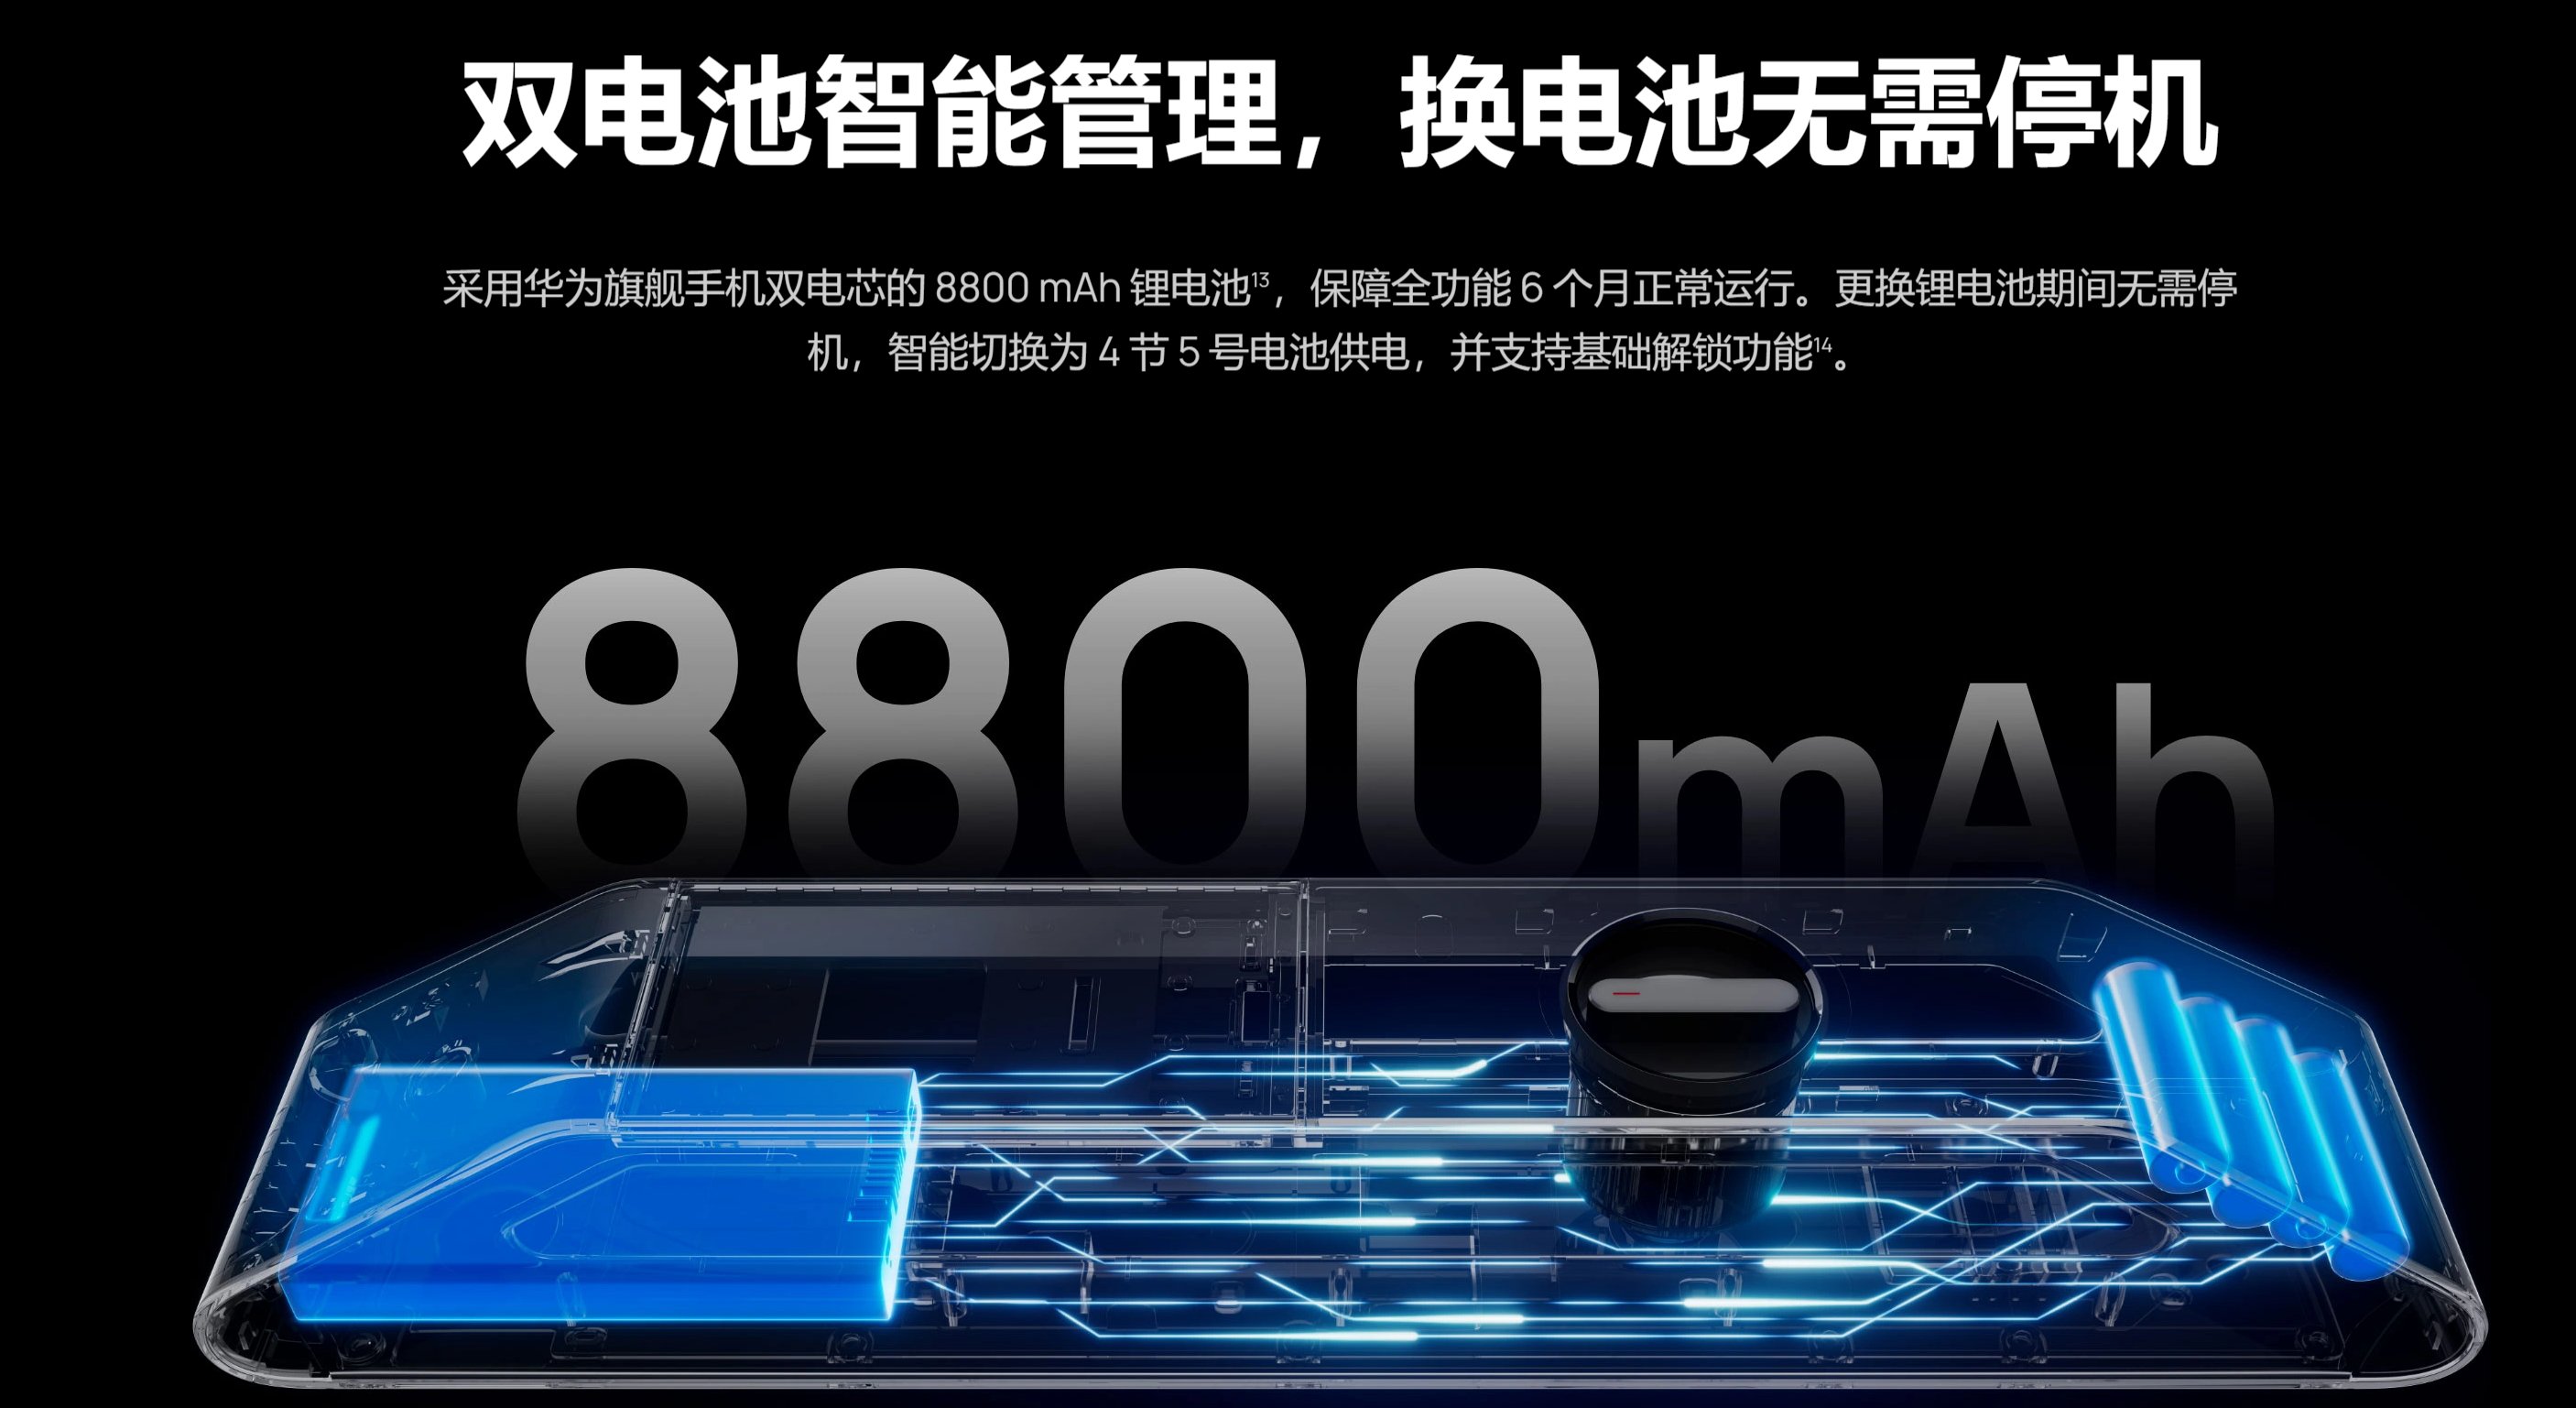 双电池智能管理，换电池无需停机
采用华为旗舰手机双电芯的 8800 mAh 锂电池¹³，保障全功能 6 个月正常运行。更换锂电池期间无需停
机，智能切换为 4 节 5 号电池供电，并支持基础解锁功能¹⁴。
8800mAh